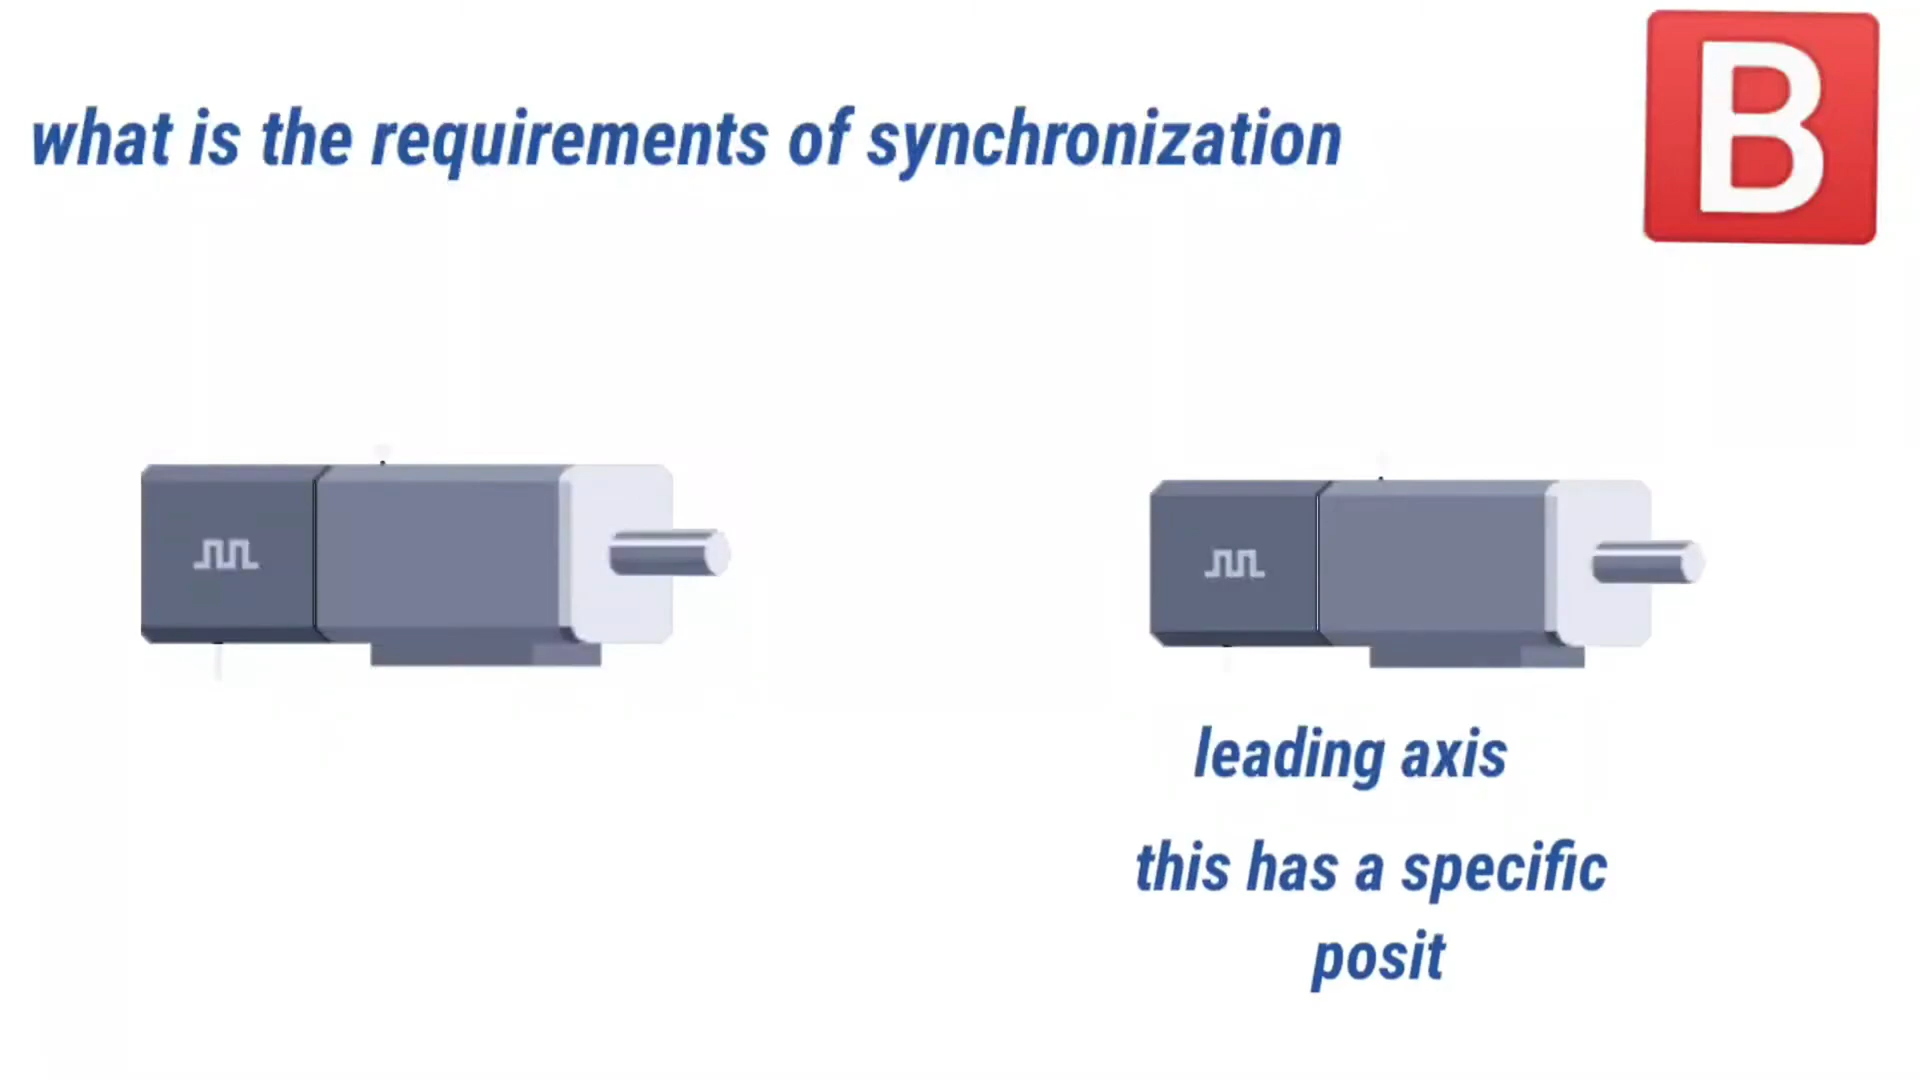 what is the requirements of synchronization
B
leading axis
this has a specific
posit